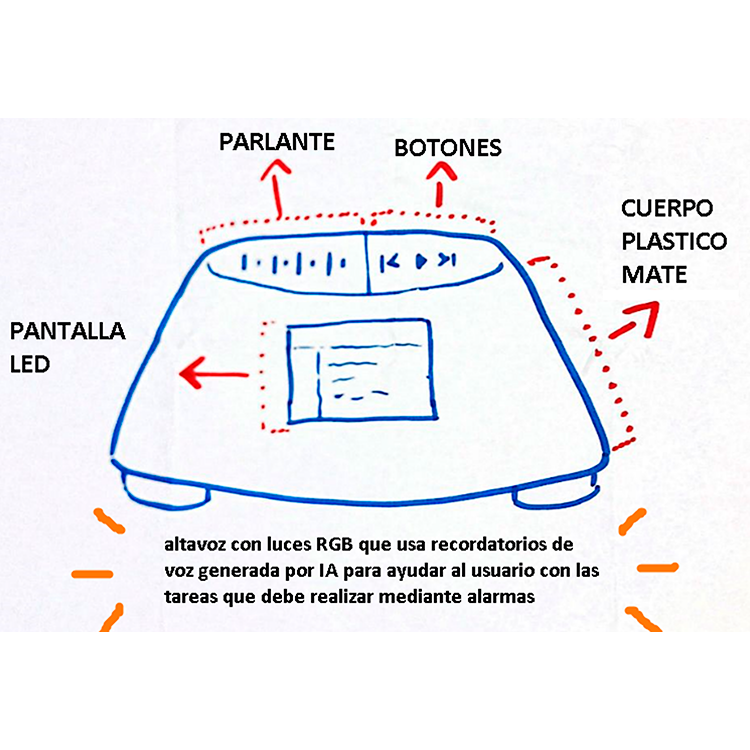 PARLANTE
BOTONES
CUERPO
PLASTICO
MATE
PANTALLA
LED
altavoz con luces RGB que usa recordatorios de
voz generada por IA para ayudar al usuario con las
tareas que debe realizar mediante alarmas